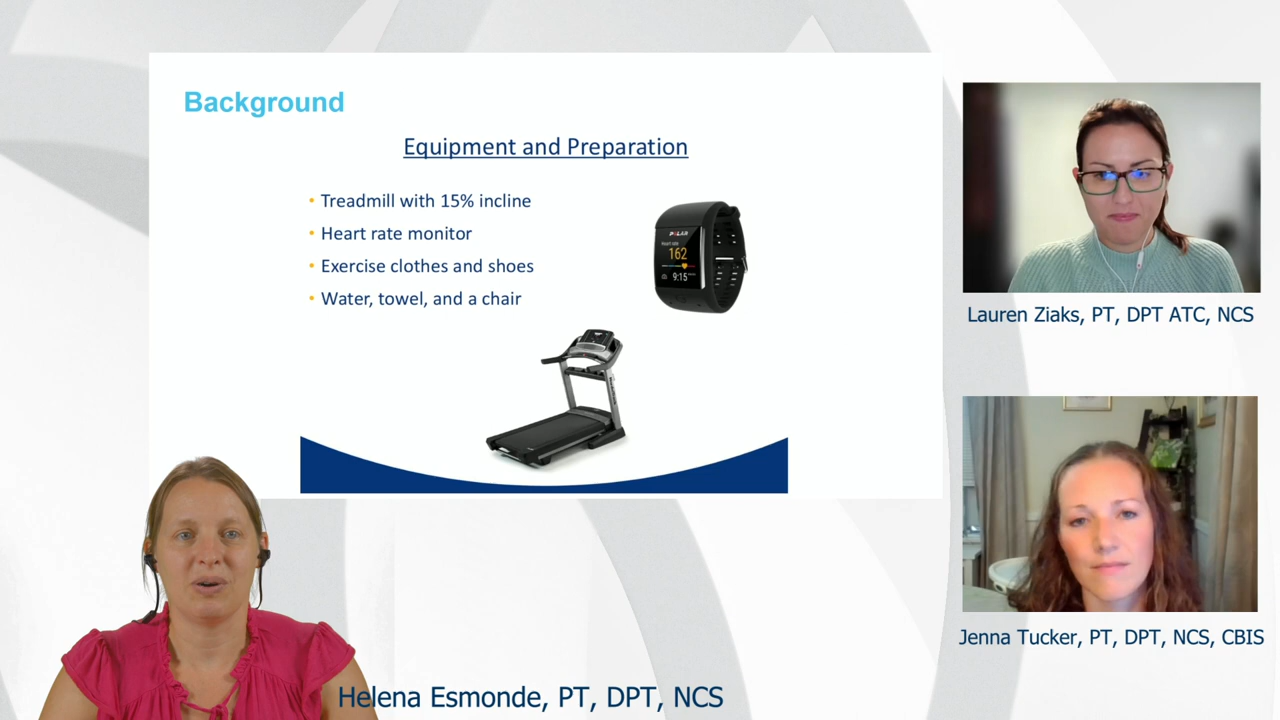 Background
Equipment and Preparation
• Treadmill with 15% incline
• Heart rate monitor
• Exercise clothes and shoes
• Water, towel, and a chair
POLAR
Heart rate
162
9:15
Lauren Ziaks, PT, DPT ATC, NCS
Jenna Tucker, PT, DPT, NCS, CBIS
Helena Esmonde, PT, DPT, NCS